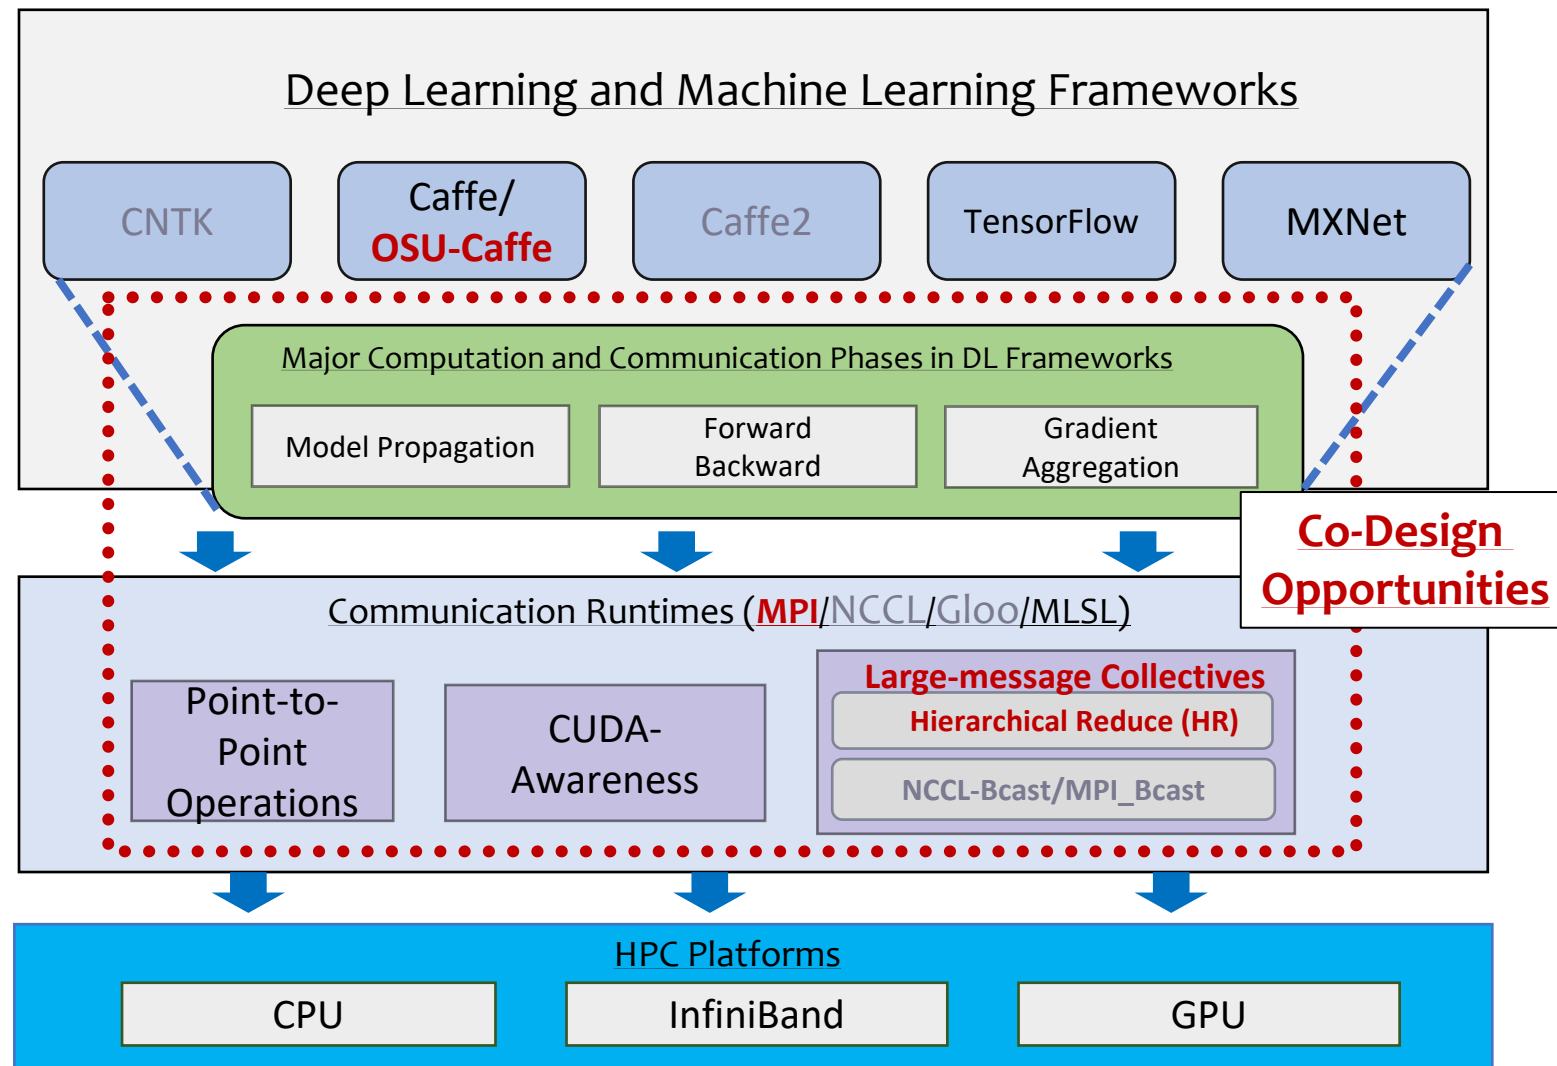 Deep Learning and Machine Learning Frameworks
CNTK
Caffe/
OSU-Caffe
Caffe2
TensorFlow
MXNet
Major Computation and Communication Phases in DL Frameworks
Model Propagation
Forward
Backward
Gradient
Aggregation
Co-Design
Opportunities
Communication Runtimes (MPI/NCCL/Gloo/MLSL)
Point-to-
Point
Operations
CUDA-
Awareness
Large-message Collectives
Hierarchical Reduce (HR)
NCCL-Bcast/MPI_Bcast
HPC Platforms
CPU
InfiniBand
GPU